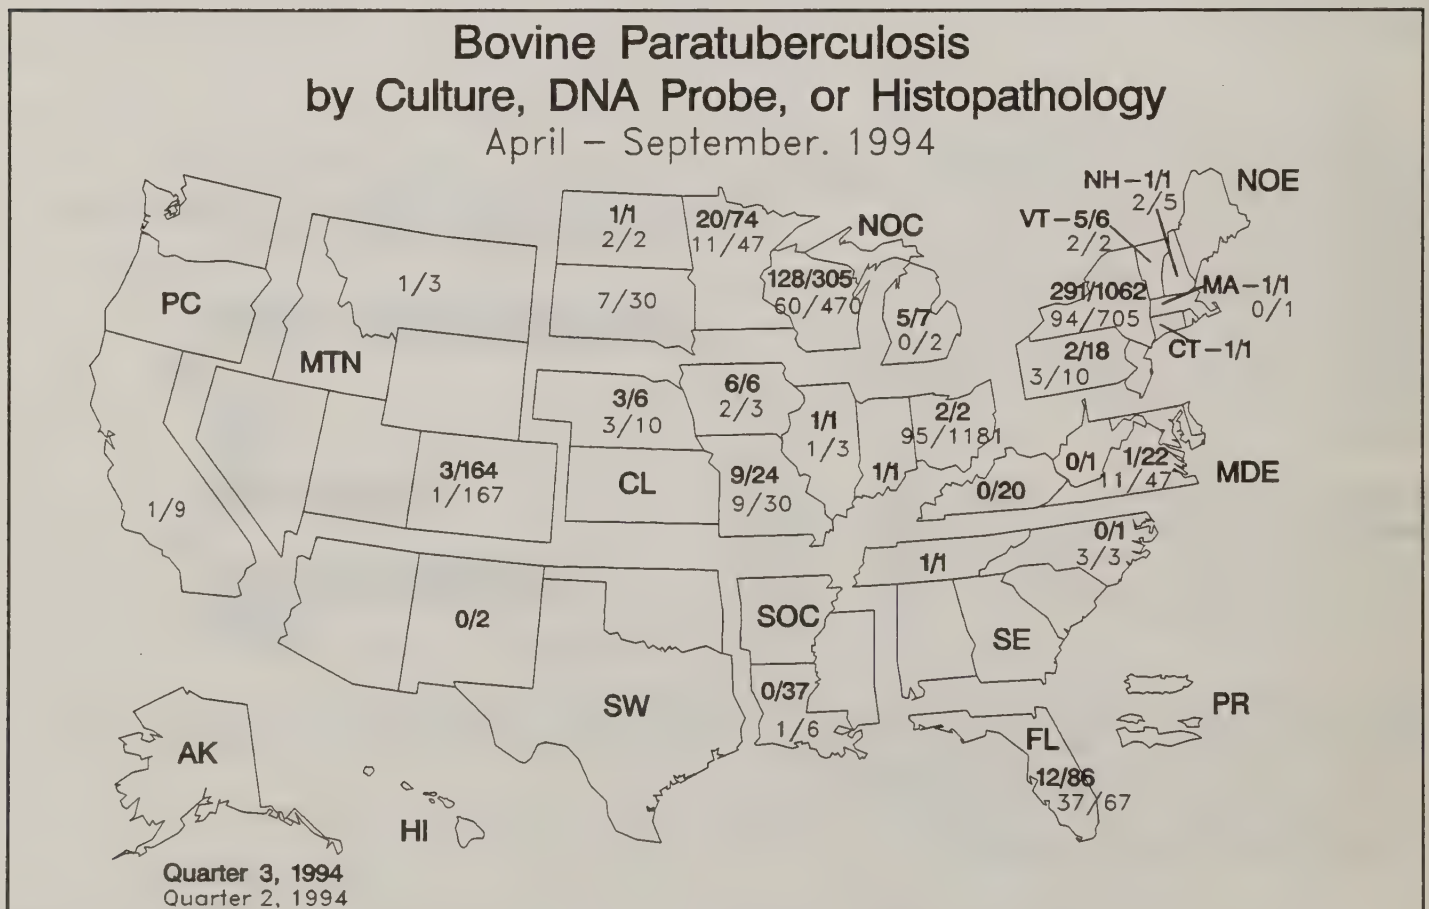 Bovine Paratuberculosis
by Culture, DNA Probe, or Histopathology
April – September. 1994
NH–1/1
2/5
NOE
VT–5/6
2/2
1/1
2/2
20/74
11/47
NOC
1/3
7/30
128/305
60/470
5/7
0/2
291/1062
94/705
MA–1/1
0/1
CT–1/1
2/18
3/10
PC
MTN
3/6
3/10
6/6
2/3
1/1
1/3
1/1
2/2
95/1181
3/164
1/167
CL
9/24
9/30
0/20
0/1
1/22
11/47
MDE
1/9
0/1
3/3
1/1
0/2
SOC
SE
0/37
1/6
SW
PR
AK
FL
12/86
37/67
HI
Quarter 3, 1994
Quarter 2, 1994